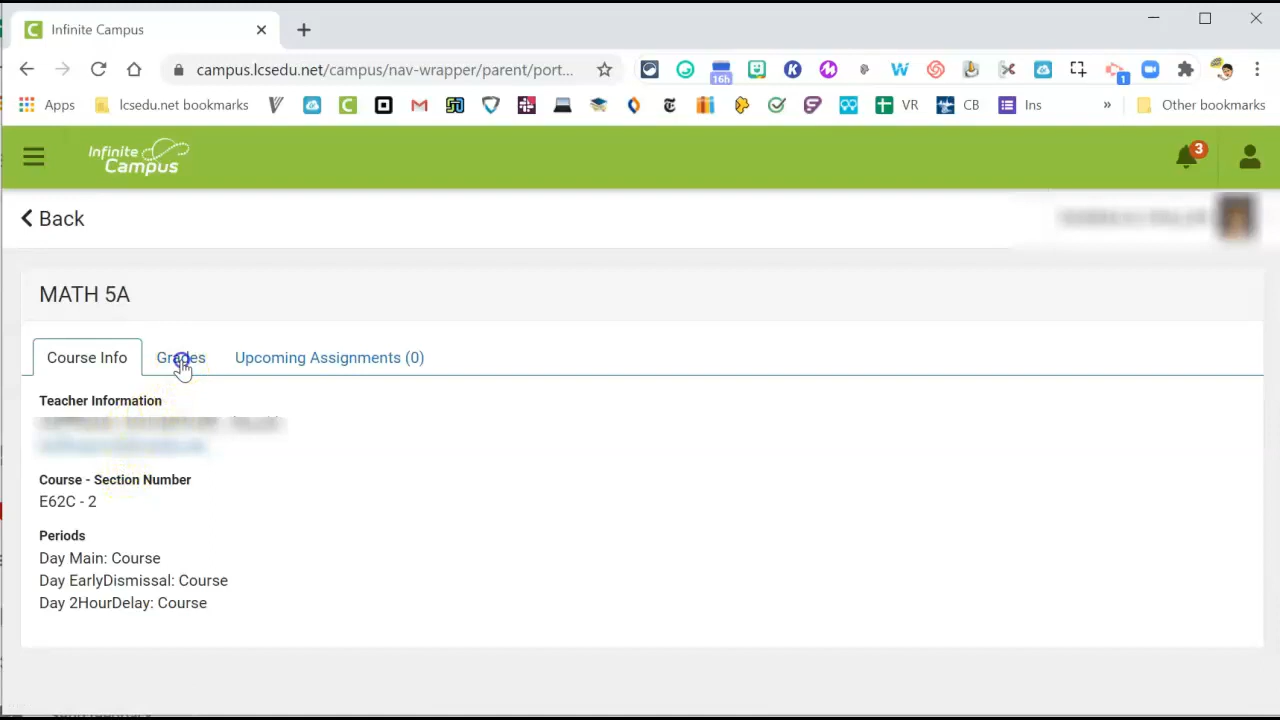 Infinite Campus
campus.lcsedu.net/campus/nav-wrapper/parent/port...
16h
K
W
1
Apps
lcsedu.net bookmarks
VR
CB
Ins
»
Other bookmarks
Infinite
Campus
3
Back
MATH 5A
Course Info
Grades
Upcoming Assignments (0)
Teacher Information
Course - Section Number
E62C - 2
Periods
Day Main: Course
Day EarlyDismissal: Course
Day 2HourDelay: Course